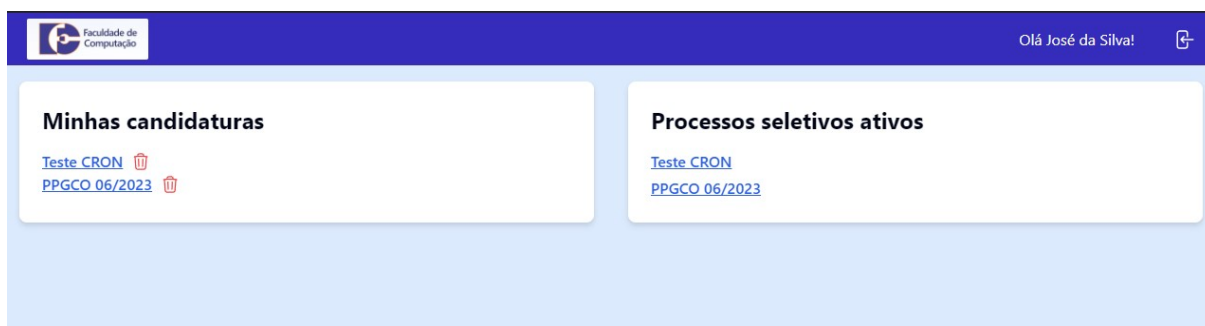 Faculdade de
Computação
Olá José da Silva!
Minhas candidaturas
Teste CRON
PPGCO 06/2023
Processos seletivos ativos
Teste CRON
PPGCO 06/2023